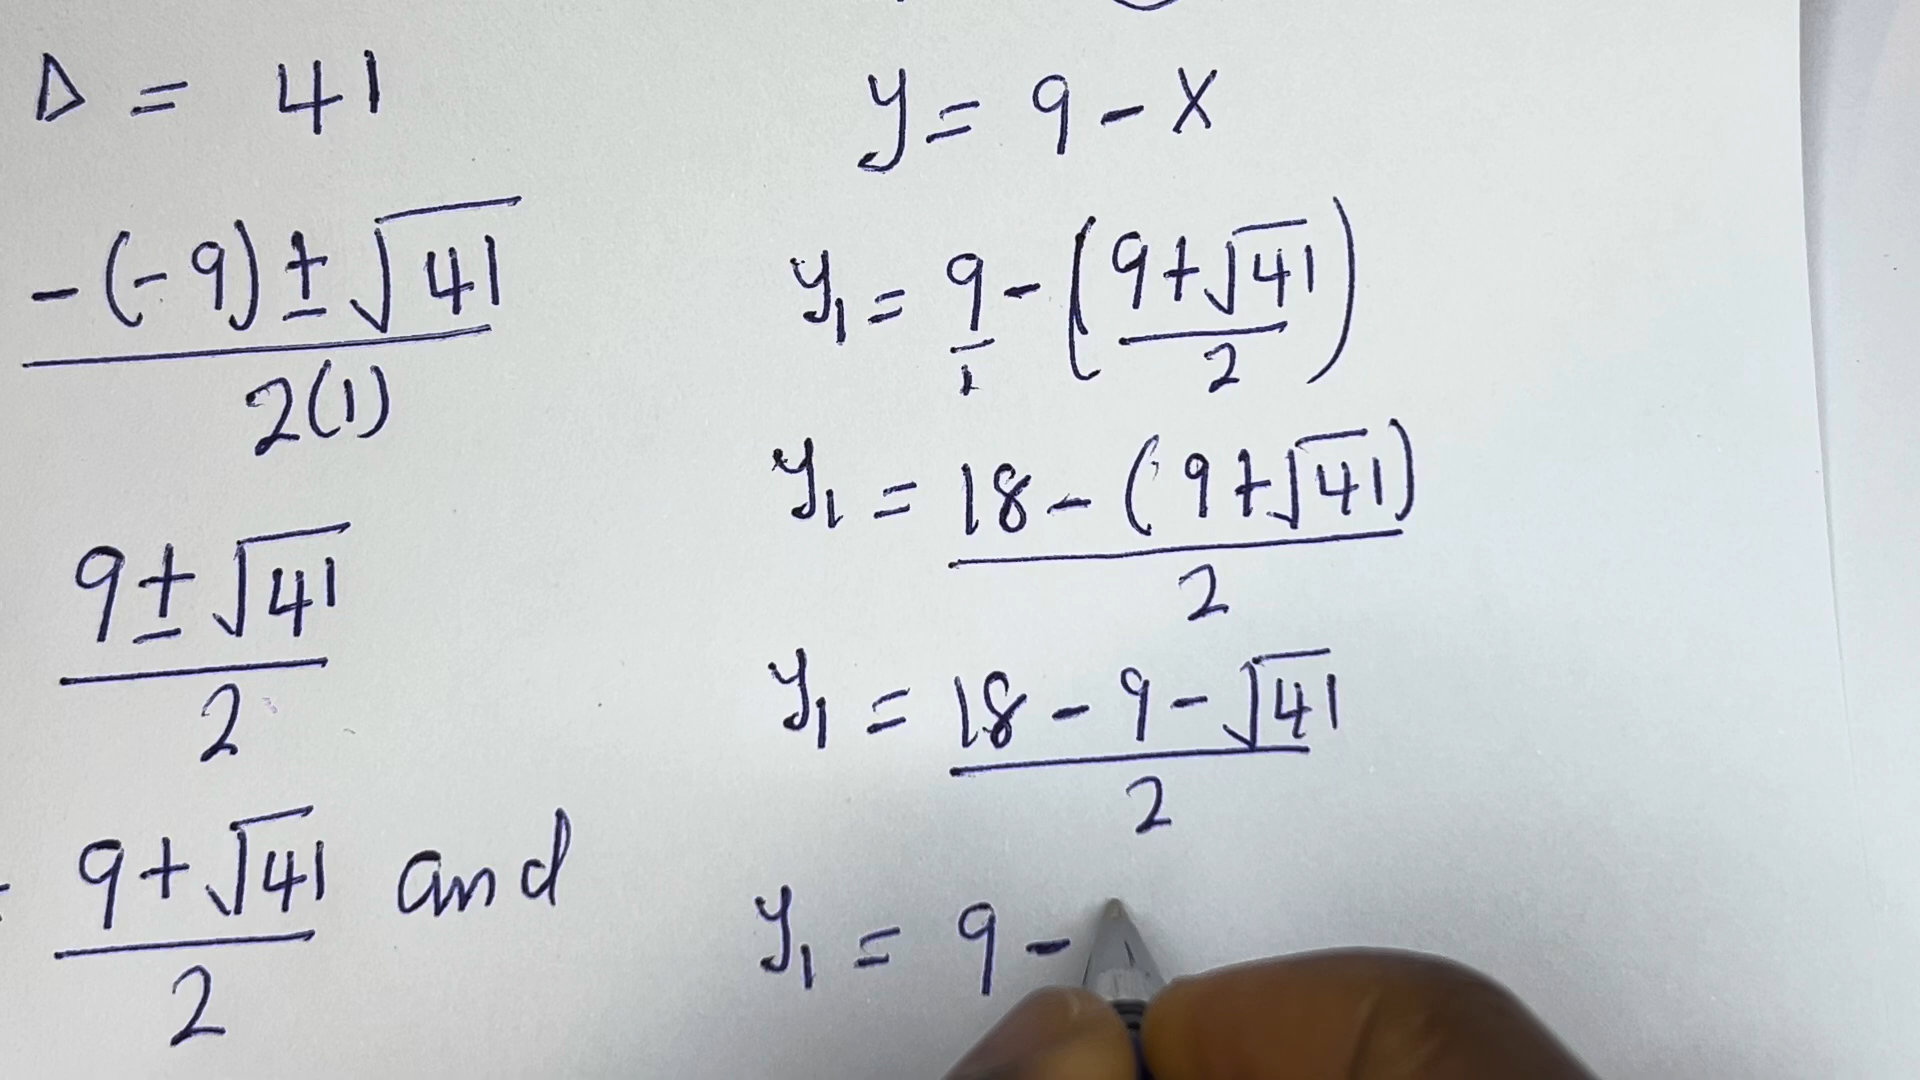 D = 41
-(-9) ± √41
2(1)
9 ± √41
2
9 + √41 and
2
y = 9 - x
y₁ = 9/1 - ((9 + √41)/2)
y₁ = 18 - (9 + √41)
2
y₁ = 18 - 9 - √41
2
y₁ = 9 -